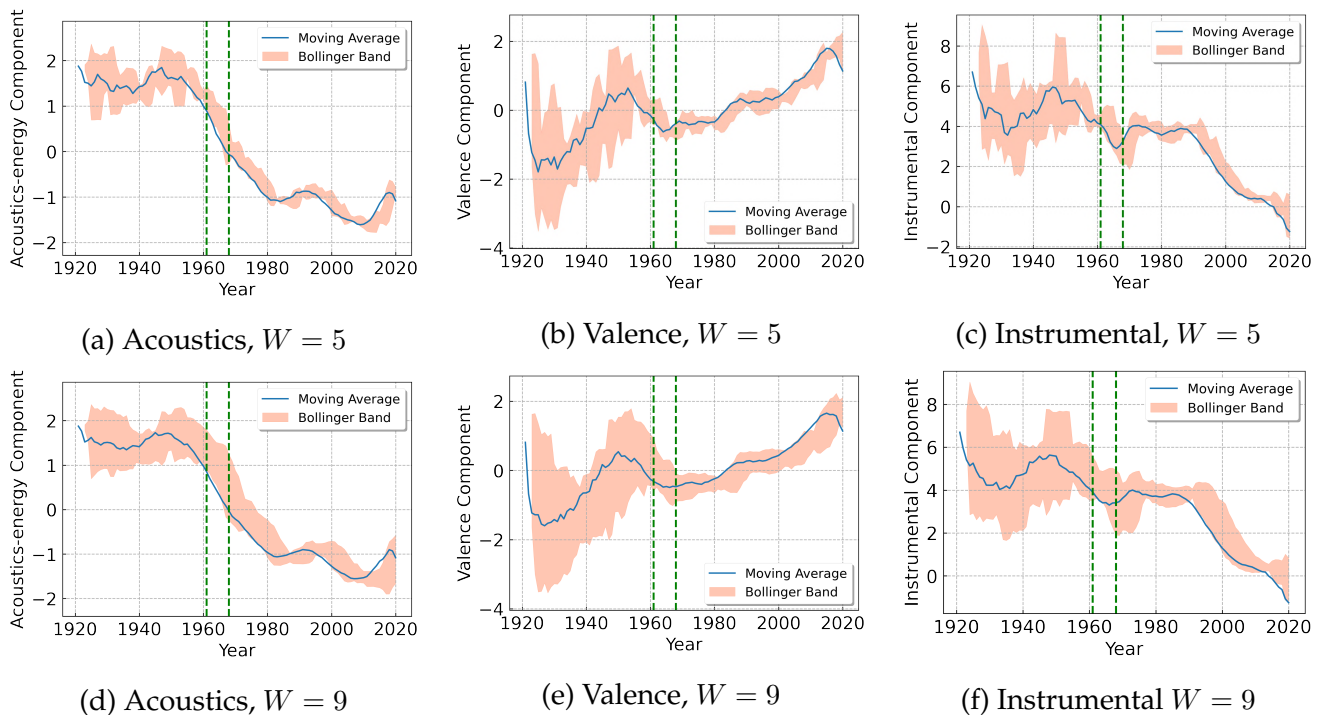 Acoustics-energy Component
2
1
0
−1
−2
Moving Average
Bollinger Band
1920 1940 1960 1980 2000 2020
Year
(a) Acoustics, W = 5
Valence Component
2
0
−2
−4
Moving Average
Bollinger Band
1920 1940 1960 1980 2000 2020
Year
(b) Valence, W = 5
Instrumental Component
8
6
4
2
0
−2
Moving Average
Bollinger Band
1920 1940 1960 1980 2000 2020
Year
(c) Instrumental, W = 5
Acoustics-energy Component
2
1
0
−1
−2
Moving Average
Bollinger Band
1920 1940 1960 1980 2000 2020
Year
(d) Acoustics, W = 9
Valence Component
2
0
−2
−4
Moving Average
Bollinger Band
1920 1940 1960 1980 2000 2020
Year
(e) Valence, W = 9
Instrumental Component
8
6
4
2
0
Moving Average
Bollinger Band
1920 1940 1960 1980 2000 2020
Year
(f) Instrumental W = 9